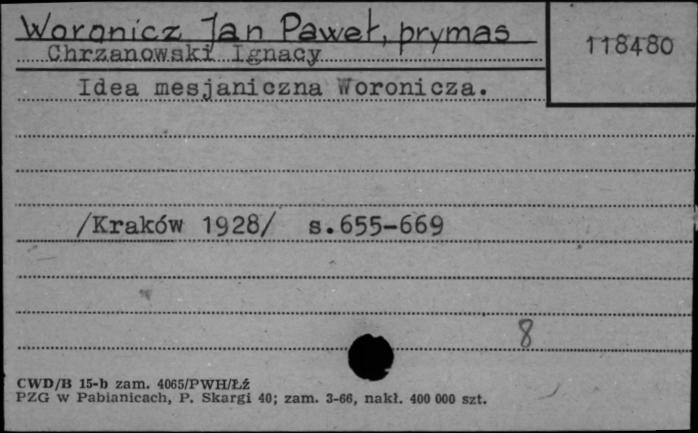 Woronicz Jan Paweł, prymas
118480
Chrzanowski Ignacy
Idea mesjaniczna Woronicza.
/Kraków 1928/ s.655-669
8
CWD/B 15-b zam. 4065/PWH/Łź
PZG w Pabianicach, P. Skargi 40; zam. 3-66, nakł. 400 000 szt.